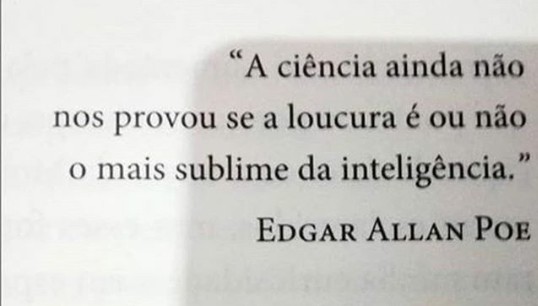 “A ciência ainda não
nos provou se a loucura é ou não
o mais sublime da inteligência.”
EDGAR ALLAN POE